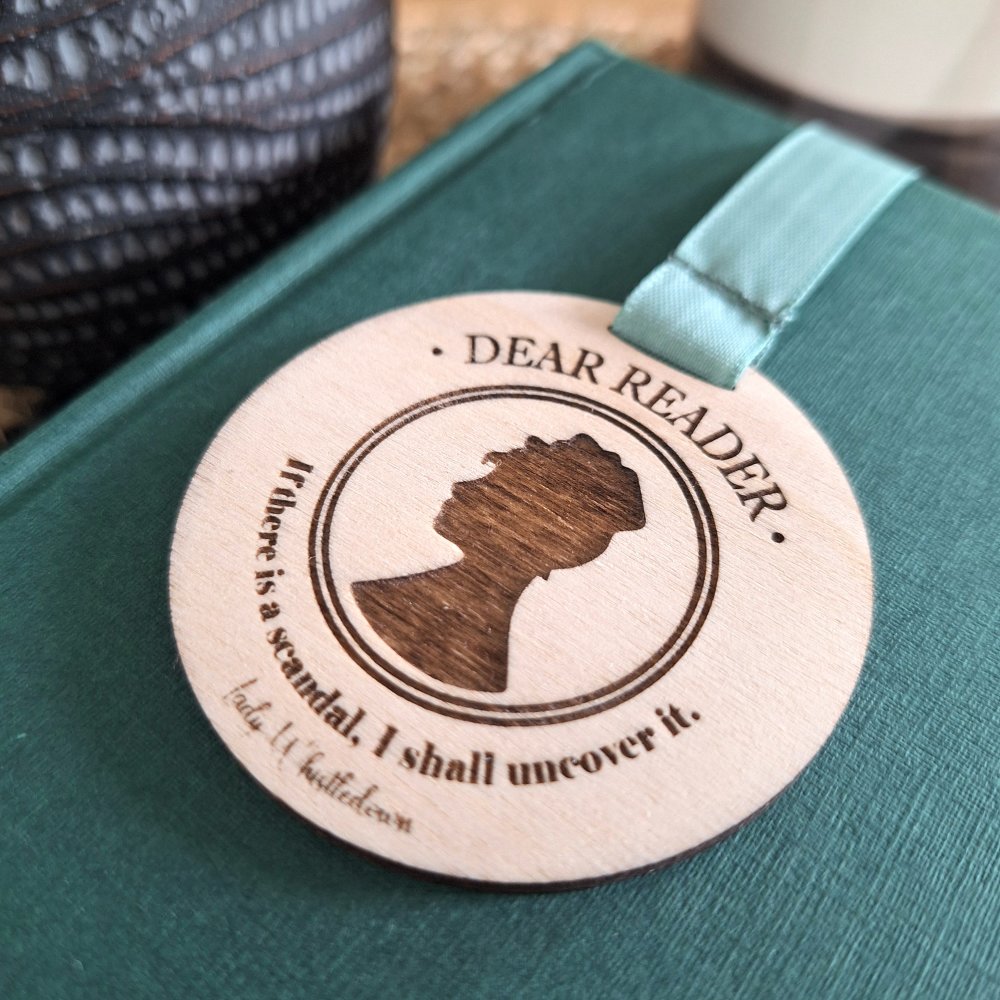 · DEAR READER ·
If there is a scandal, I shall uncover it.
Lady Whistledown